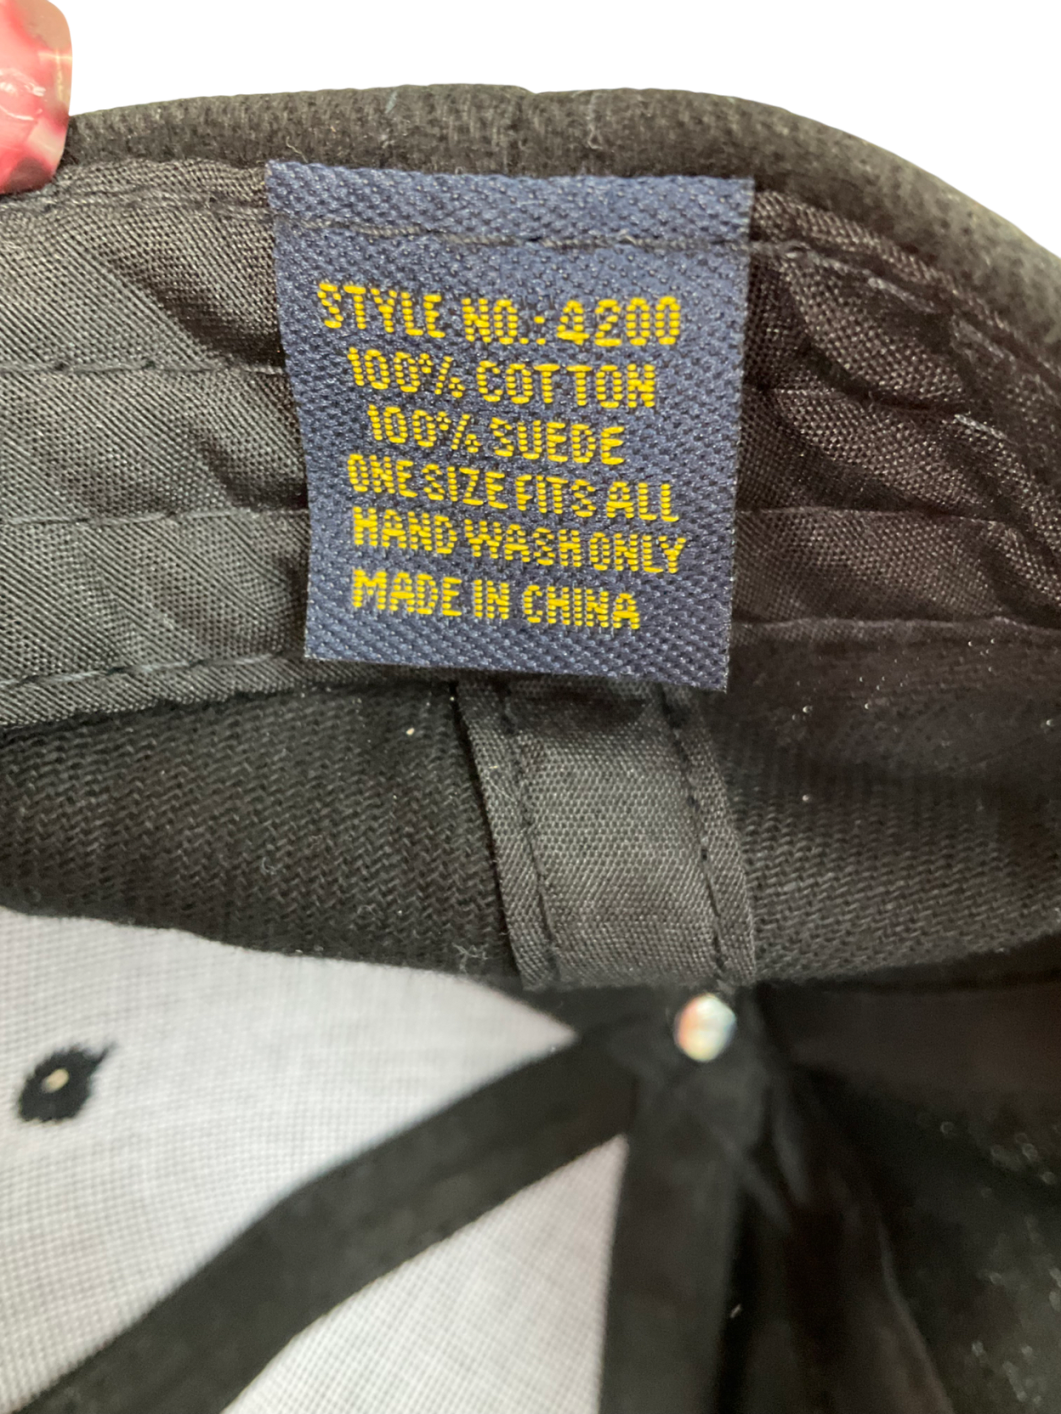 STYLE NO.: 4200
100% COTTON
100% SUEDE
ONE SIZE FITS ALL
HAND WASH ONLY
MADE IN CHINA